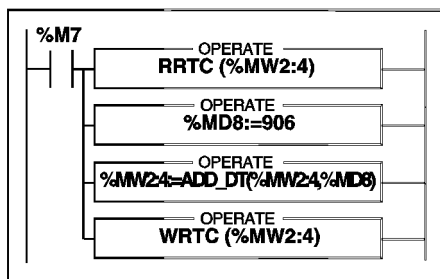 %M7
OPERATE
RRTC (%MW2:4)
OPERATE
%MD8:=906
OPERATE
%MW2:4:=ADD_DT(%MW2:4,%MD8)
OPERATE
WRTC (%MW2:4)